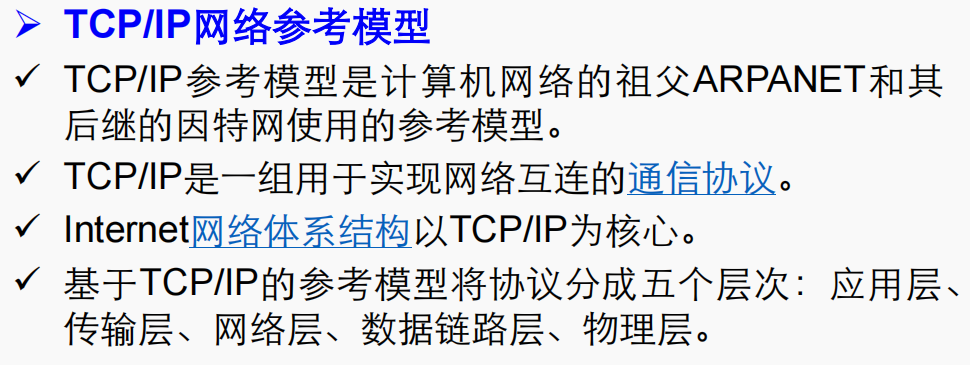 ➢ TCP/IP网络参考模型
✓ TCP/IP参考模型是计算机网络的祖父ARPANET和其
后继的因特网使用的参考模型。
✓ TCP/IP是一组用于实现网络互连的通信协议。
✓ Internet网络体系结构以TCP/IP为核心。
✓ 基于TCP/IP的参考模型将协议分成五个层次：应用层、
传输层、网络层、数据链路层、物理层。